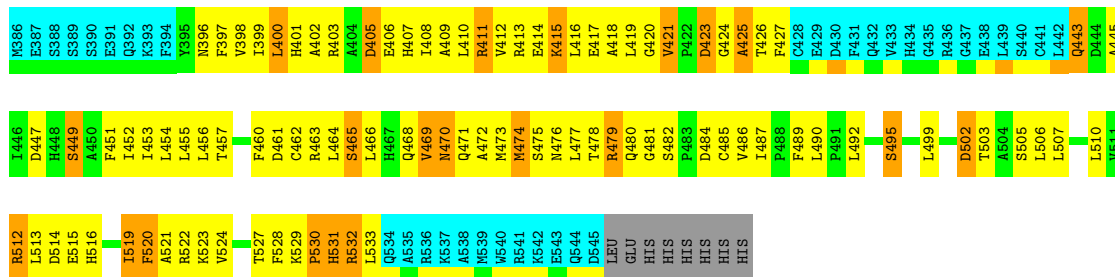 M386 E387 S388 S389 S390 E391 Q392 K393 F394 Y395 N396 F397 V398 I399 L400 H401 A402 R403 A404 D405 E406 H407 I408 A409 L410 R411 V412 R413 E414 K415 L416 E417 A418 L419 G420 V421 P422 D423 G424 A425 T426 F427 C428 E429 D430 F431 Q432 V433 H434 G435 R436 G437 E438 L439 S440 C441 L442 Q443 D444 A445
I446 D447 H448 S449 A450 F451 I452 I453 L454 L455 L456 T457 F460 D461 C462 R463 L464 S465 L466 H467 Q468 V469 N470 Q471 A472 M473 M474 S475 N476 L477 T478 R479 Q480 G481 S482 P483 D484 C485 V486 I487 P488 F489 L490 P491 L492 S495 L499 D502 T503 A504 S505 L506 L507 L510 V511
R512 L513 D514 E515 H516 I519 F520 A521 R522 K523 V524 T527 F528 K529 P530 H531 R532 L533 Q534 A535 R536 K537 A538 M539 W540 R541 K542 E543 Q544 D545 LEU GLU HIS HIS HIS HIS HIS HIS